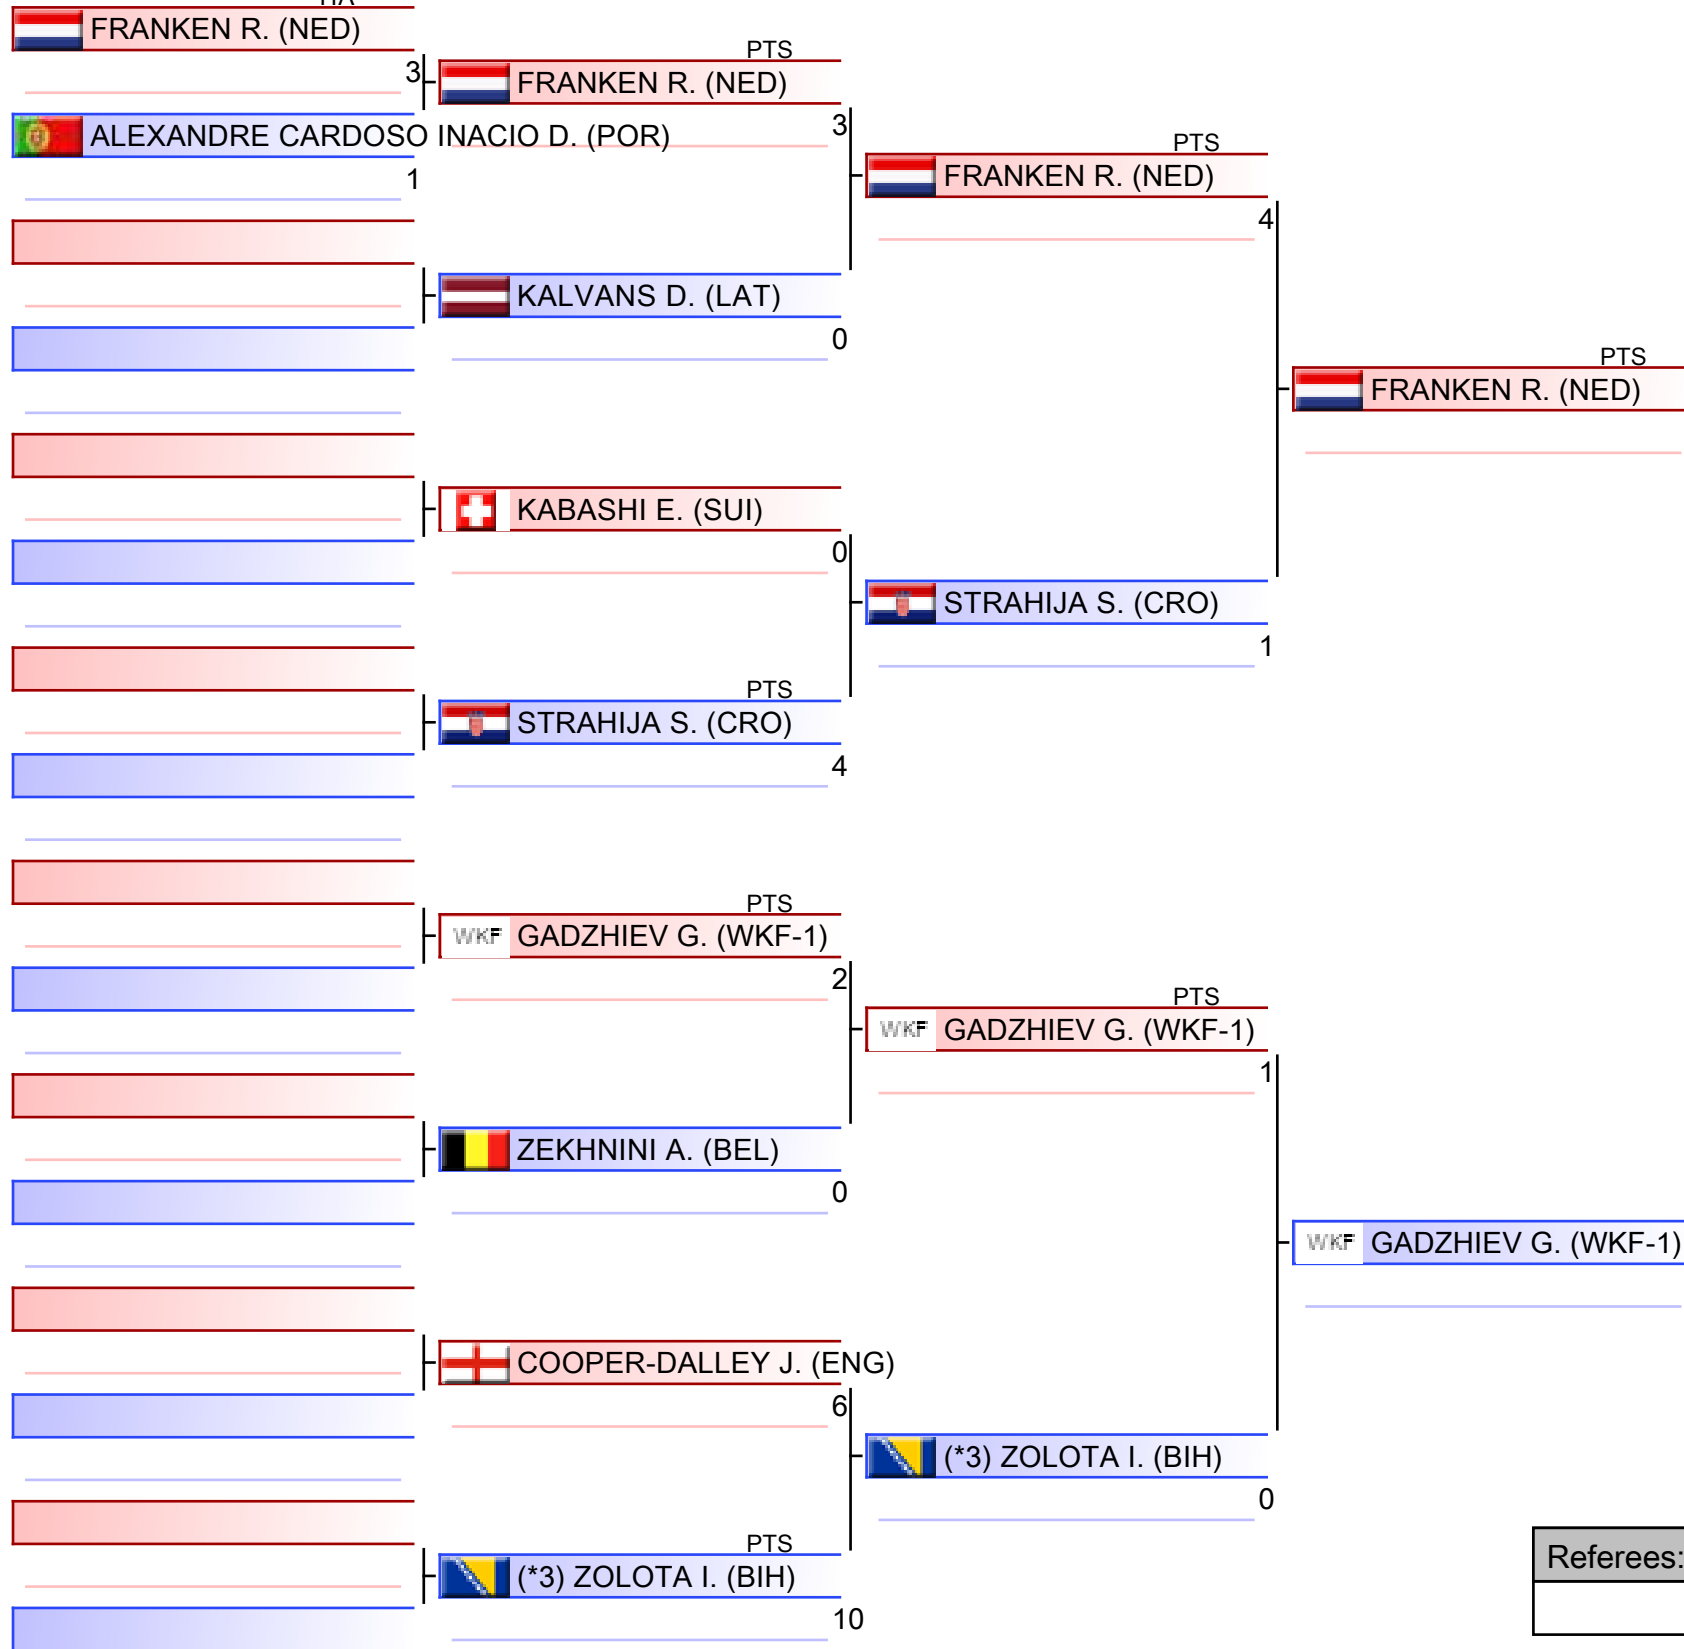 FRANKEN R. (NED)
3
ALEXANDRE CARDOSO INACIO D. (POR)
1
PTS
FRANKEN R. (NED)
3
KALVANS D. (LAT)
0
KABASHI E. (SUI)
0
PTS
STRAHIJA S. (CRO)
4
PTS
WKF GADZHIEV G. (WKF-1)
2
ZEKHNINI A. (BEL)
0
COOPER-DALLEY J. (ENG)
6
PTS
(*3) ZOLOTA I. (BIH)
10
PTS
FRANKEN R. (NED)
4
STRAHIJA S. (CRO)
1
PTS
WKF GADZHIEV G. (WKF-1)
1
(*3) ZOLOTA I. (BIH)
0
PTS
FRANKEN R. (NED)
WKF GADZHIEV G. (WKF-1)
Referees: